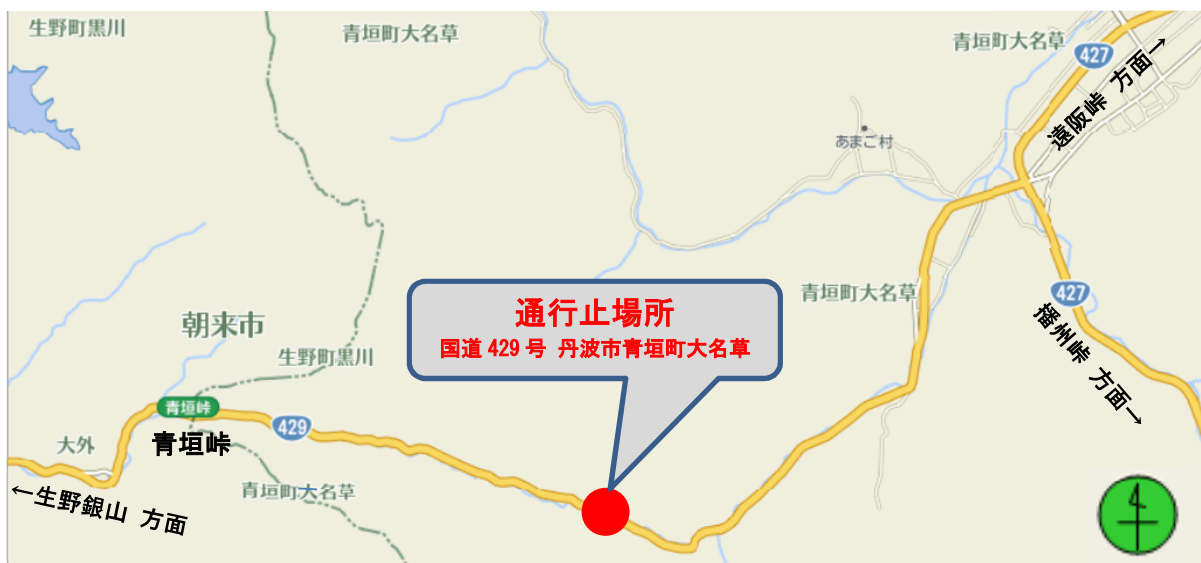 生野町黒川
青垣町大名草
青垣町大名草
427
遠阪峠 方面→
あまご村
青垣町大名草
427
播州峠 方面→
通行止場所
国道 429 号 丹波市青垣町大名草
朝来市
生野町黒川
青垣峠
429
大外
青垣峠
青垣町大名草
←生野銀山 方面